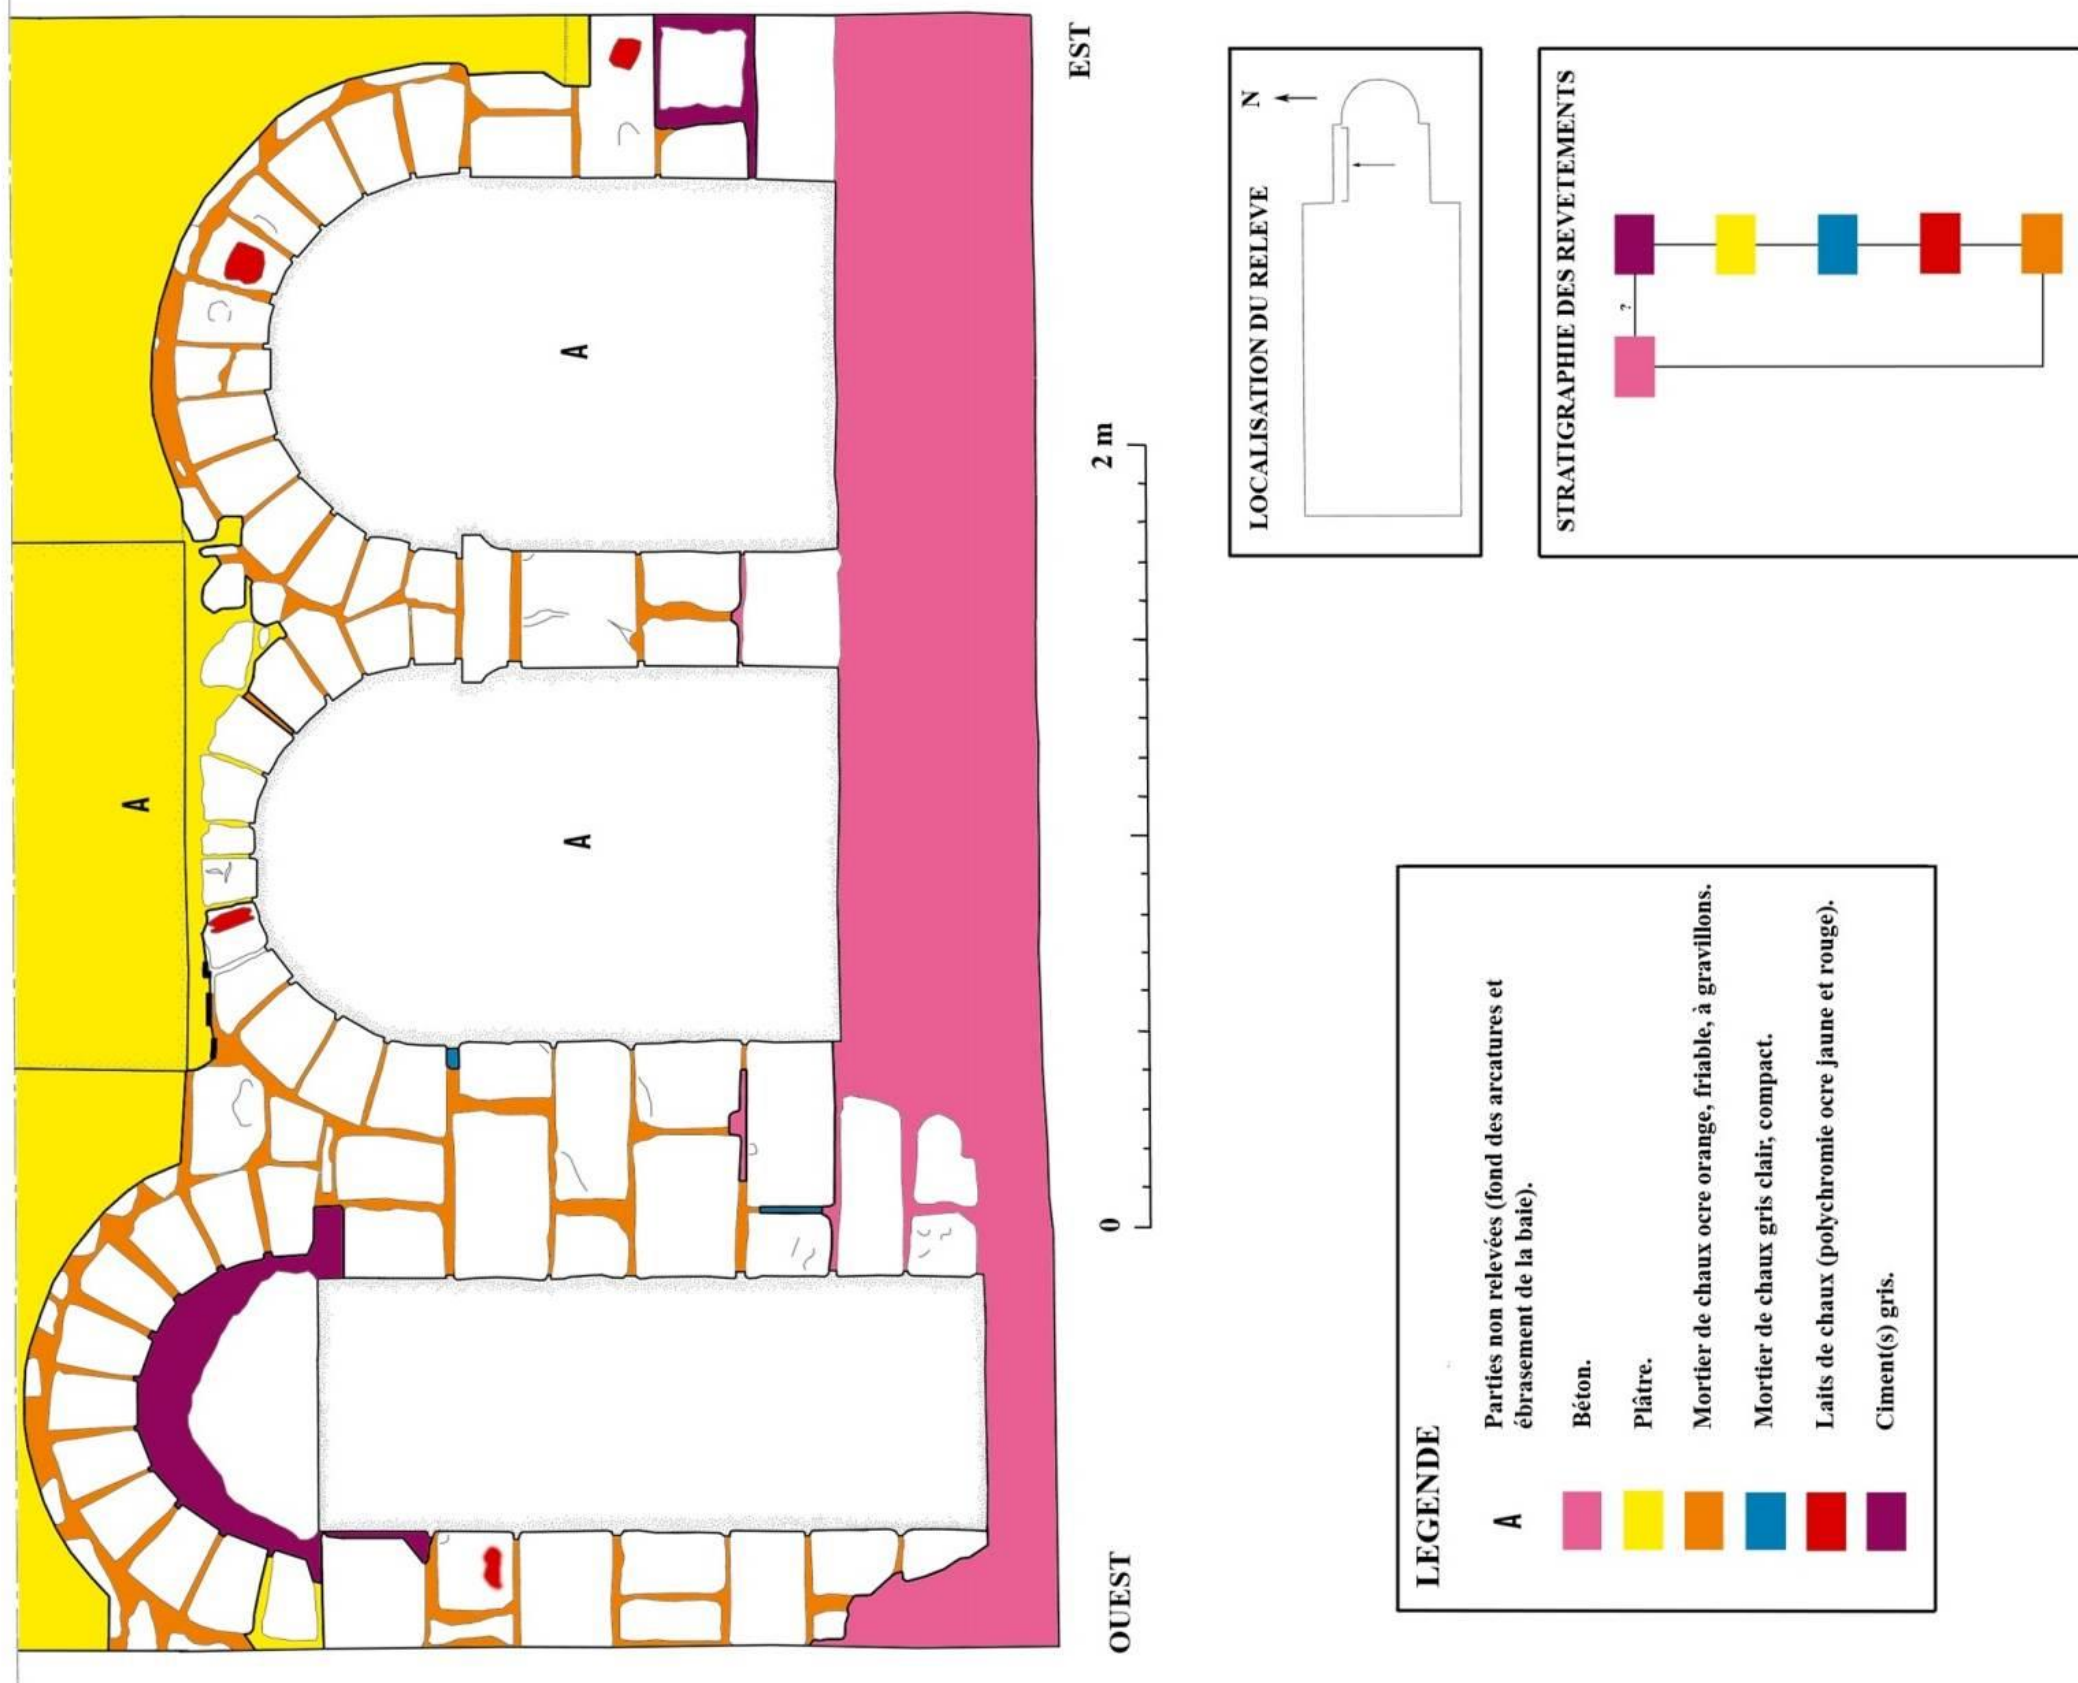 A
A
A
OUEST
EST
0
2 m
LEGENDE
A
Parties non relevées (fond des arcatures et
ébrasement de la baie).
Béton.
Plâtre.
Mortier de chaux ocre orange, friable, à gravillons.
Mortier de chaux gris clair, compact.
Laits de chaux (polychromie ocre jaune et rouge).
Ciment(s) gris.
LOCALISATION DU RELEVE
N
STRATIGRAPHIE DES REVETEMENTS
?